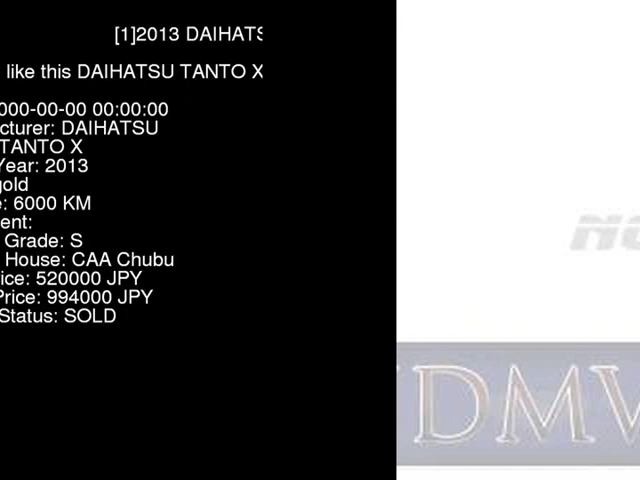 [1]2013 DAIHATS
like this DAIHATSU TANTO X
000-00-00 00:00:00
cturer: DAIHATSU
TANTO X
Year: 2013
gold
e: 6000 KM
ent:
Grade: S
House: CAA Chubu
ice: 520000 JPY
Price: 994000 JPY
Status: SOLD
NO
DMV